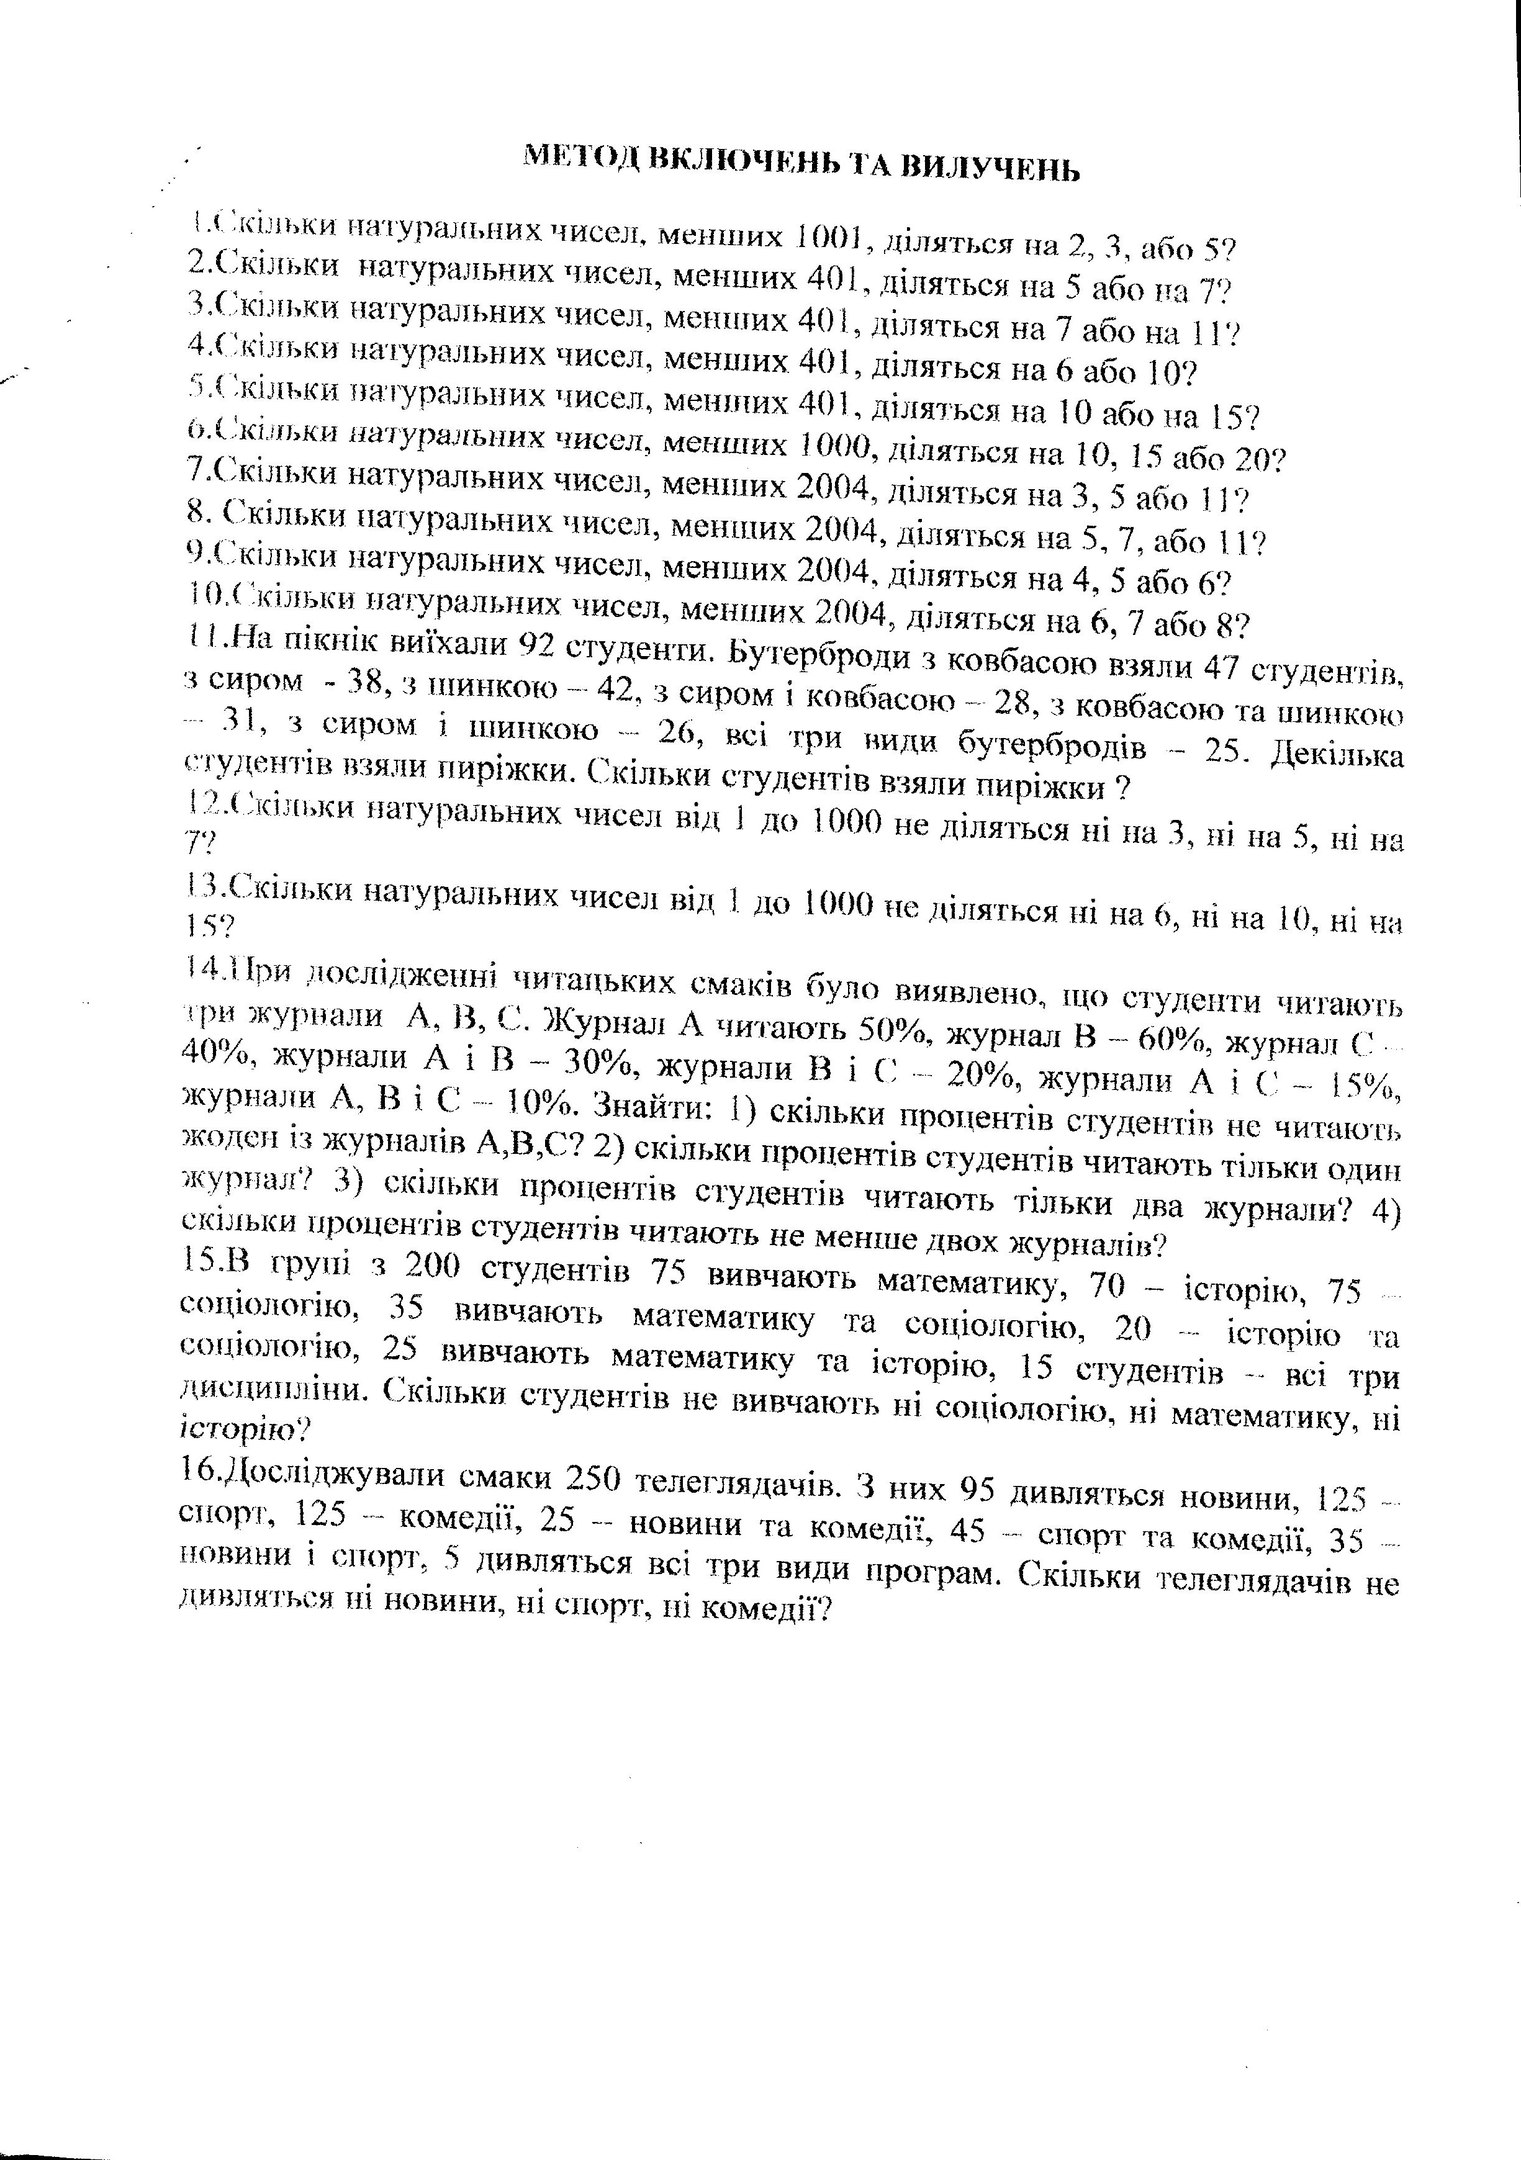 МЕТОД ВКЛЮЧЕНЬ ТА ВИЛУЧЕНЬ
1.Скільки натуральних чисел, менших 1001, діляться на 2, 3, або 5?
2.Скільки натуральних чисел, менших 401, діляться на 5 або на 7?
3.Скільки натуральних чисел, менших 401, діляться на 7 або на 11?
4.Скільки натуральних чисел, менших 401, діляться на 6 або 10?
5.Скільки натуральних чисел, менших 401, діляться на 10 або на 15?
6.Скільки натуральних чисел, менших 1000, діляться на 10, 15 або 20?
7.Скільки натуральних чисел, менших 2004, діляться на 3, 5 або 11?
8. Скільки натуральних чисел, менших 2004, діляться на 5, 7, або 11?
9.Скільки натуральних чисел, менших 2004, діляться на 4, 5 або 6?
10.Скільки натуральних чисел, менших 2004, діляться на 6, 7 або 8?
11.На пікнік виїхали 92 студенти. Бутерброди з ковбасою взяли 47 студентів,
з сиром - 38, з шинкою – 42, з сиром і ковбасою – 28, з ковбасою та шинкою
– 31, з сиром і шинкою – 26, всі три види бутербродів – 25. Декілька
студентів взяли пиріжки. Скільки студентів взяли пиріжки ?
12.Скільки натуральних чисел від 1 до 1000 не діляться ні на 3, ні на 5, ні на
7?
13.Скільки натуральних чисел від 1 до 1000 не діляться ні на 6, ні на 10, ні на
15?
14.При дослідженні читацьких смаків було виявлено, що студенти читають
три журнали А, В, С. Журнал А читають 50%, журнал В – 60%, журнал С –
40%, журнали А і В – 30%, журнали В і С – 20%, журнали А і С – 15%,
журнали А, В і С – 10%. Знайти: 1) скільки процентів студентів не читають
жоден із журналів А,В,С? 2) скільки процентів студентів читають тільки один
журнал? 3) скільки процентів студентів читають тільки два журнали? 4)
скільки процентів студентів читають не менше двох журналів?
15.В групі з 200 студентів 75 вивчають математику, 70 – історію, 75 –
соціологію, 35 вивчають математику та соціологію, 20 – історію та
соціологію, 25 вивчають математику та історію, 15 студентів – всі три
дисципліни. Скільки студентів не вивчають ні соціологію, ні математику, ні
історію?
16.Досліджували смаки 250 телеглядачів. З них 95 дивляться новини, 125 –
спорт, 125 – комедії, 25 – новини та комедії, 45 – спорт та комедії, 35 –
новини і спорт, 5 дивляться всі три види програм. Скільки телеглядачів не
дивляться ні новини, ні спорт, ні комедії?